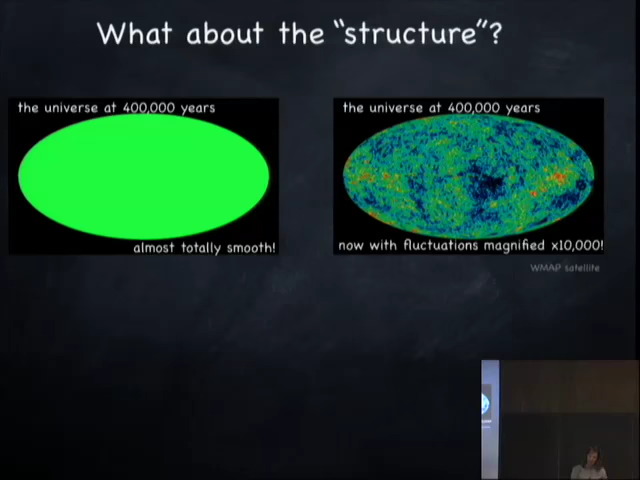 What about the "structure"?
the universe at 400,000 years
almost totally smooth!
the universe at 400,000 years
now with fluctuations magnified x10,000!
WMAP satellite